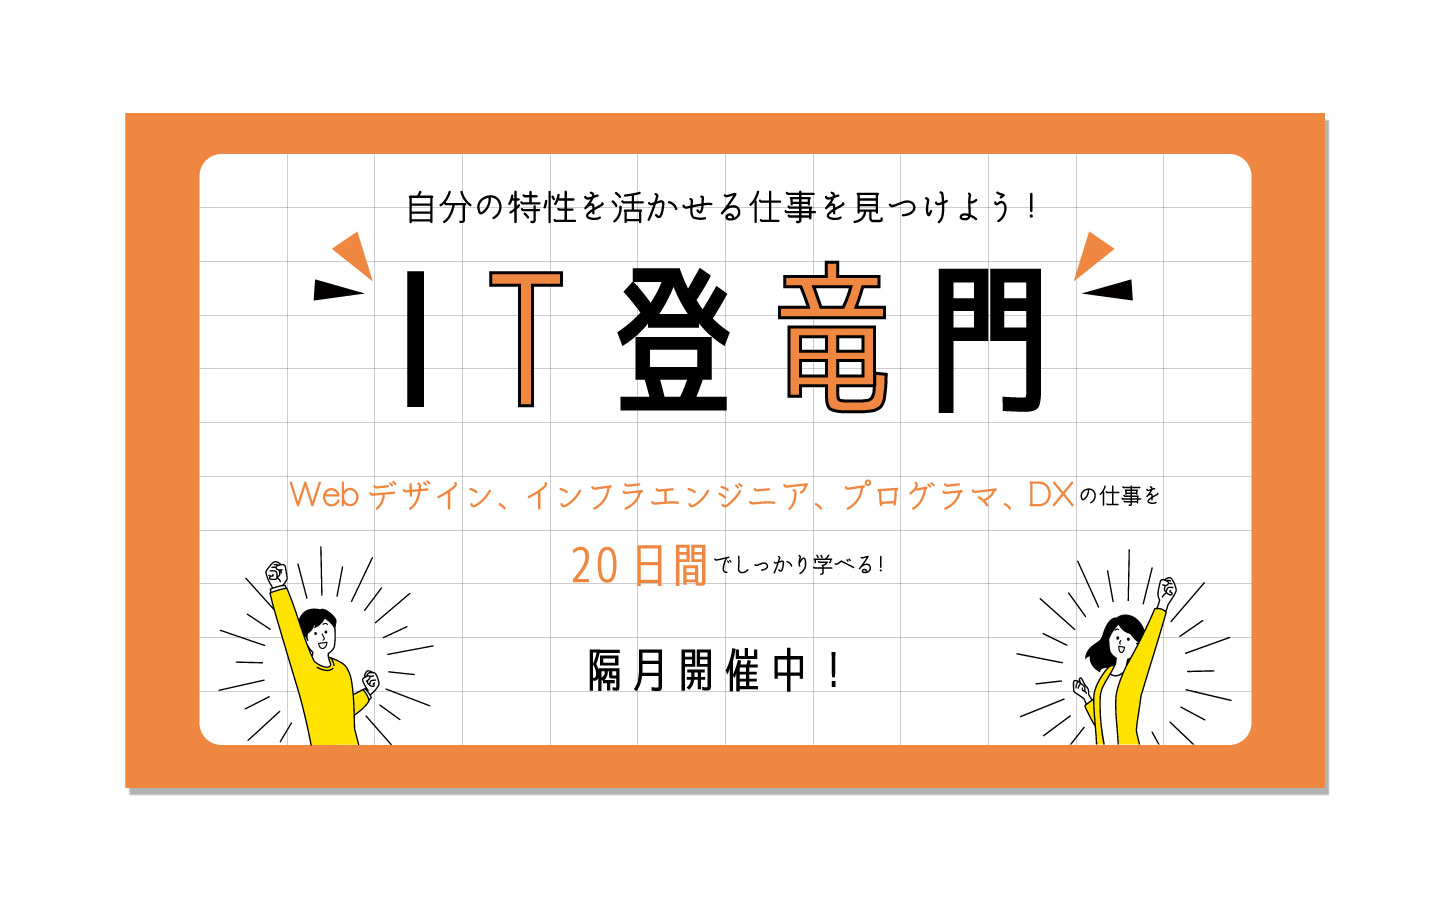 自分の特性を活かせる仕事を見つけよう！
IT登竜門
Webデザイン、インフラエンジニア、プログラマ、DXの仕事を
20日間でしっかり学べる！
隔月開催中！